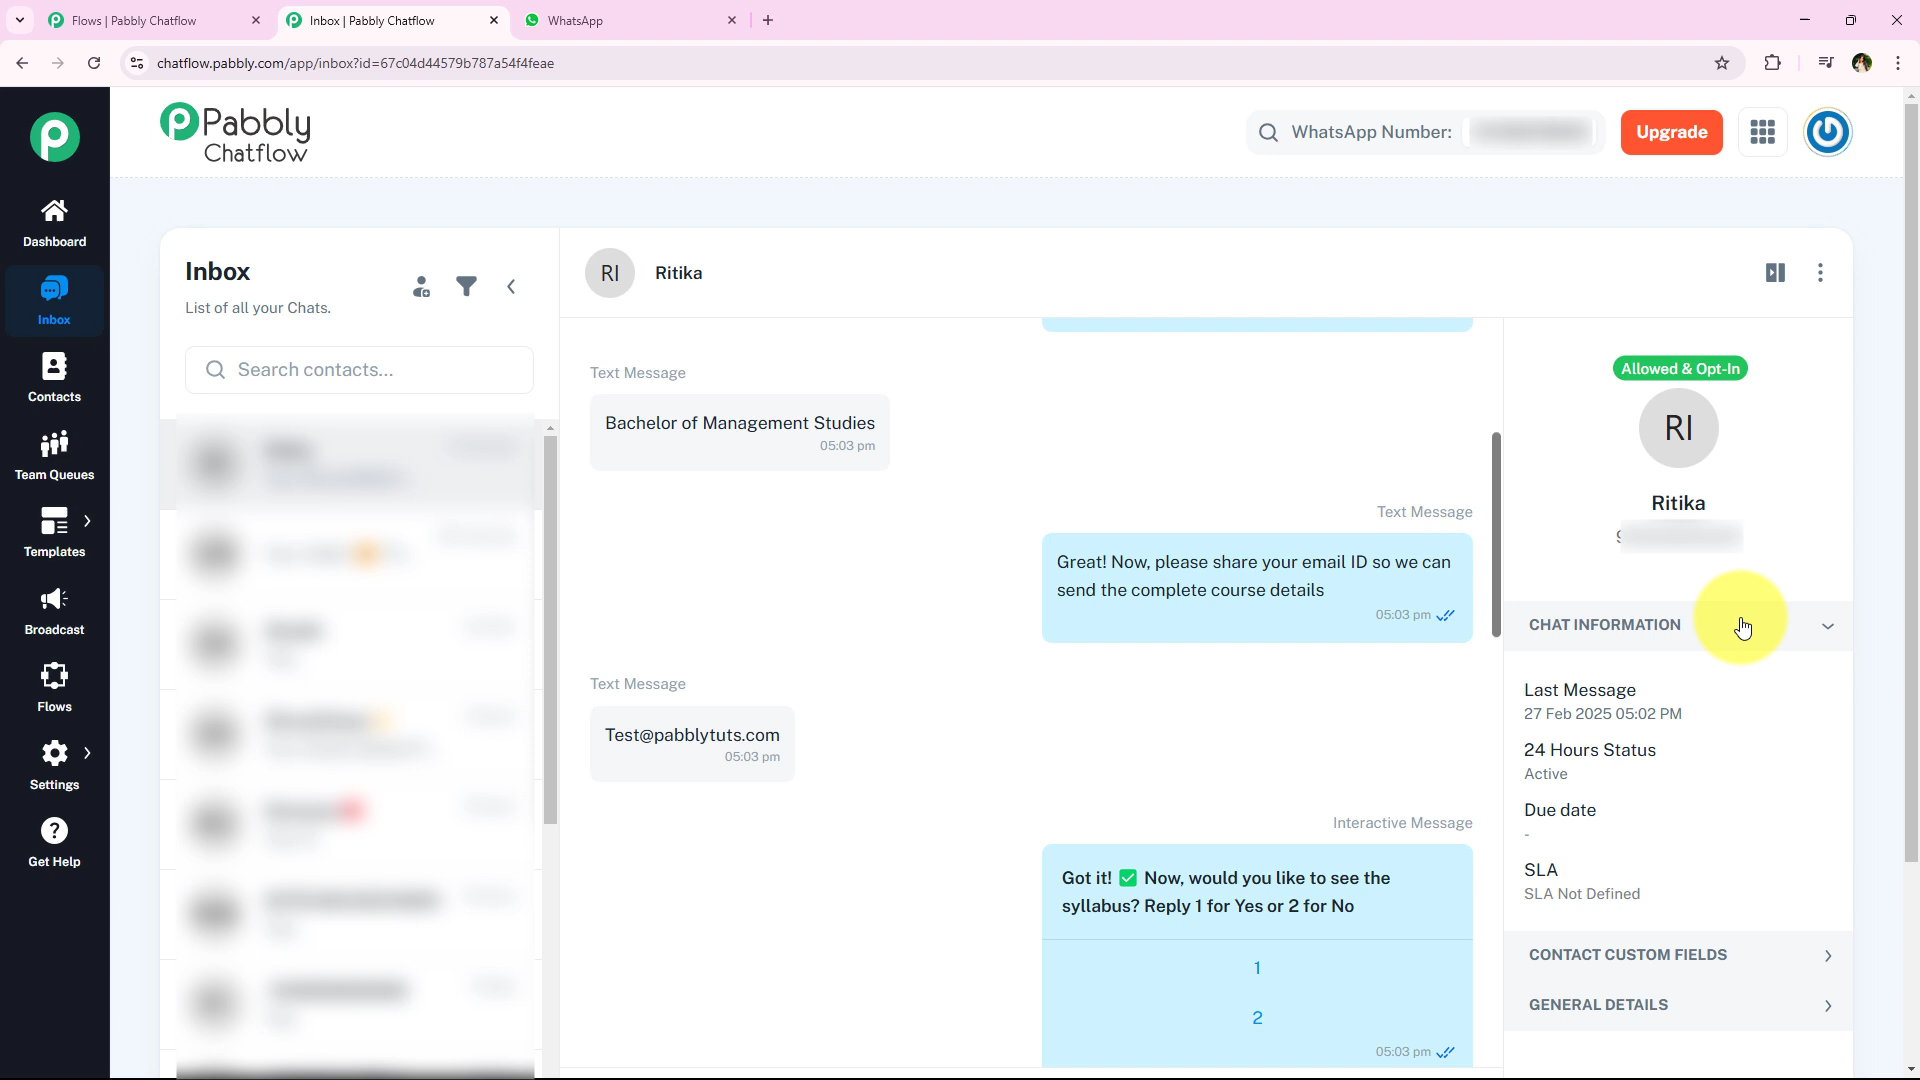 Flows | Pabbly Chatflow
Inbox | Pabbly Chatflow
WhatsApp
chatflow.pabbly.com/app/inbox?id=67c04d44579b787a54f4feae
Pabbly
Chatflow
WhatsApp Number:
Upgrade
Dashboard
Inbox
Contacts
Team Queues
Templates
Broadcast
Flows
Settings
Get Help
Inbox
List of all your Chats.
Search contacts...
RI
Ritika
Text Message
Bachelor of Management Studies
05:03 pm
Text Message
Great! Now, please share your email ID so we can
send the complete course details
05:03 pm
Text Message
Test@pabblytuts.com
05:03 pm
Interactive Message
Got it! ✅ Now, would you like to see the
syllabus? Reply 1 for Yes or 2 for No
1
2
05:03 pm
Allowed & Opt-In
RI
Ritika
CHAT INFORMATION
Last Message
27 Feb 2025 05:02 PM
24 Hours Status
Active
Due date
-
SLA
SLA Not Defined
CONTACT CUSTOM FIELDS
GENERAL DETAILS